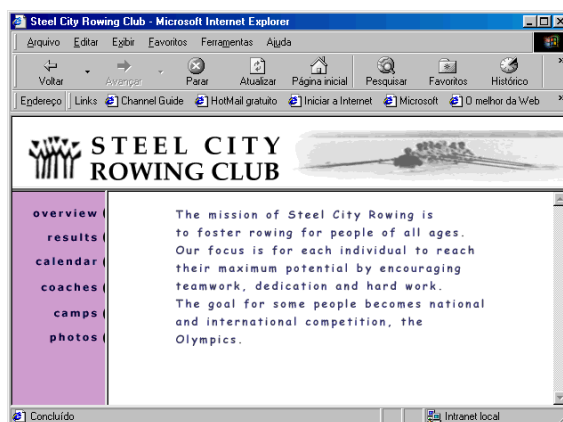 Steel City Rowing Club - Microsoft Internet Explorer
Arquivo Editar Exibir Favoritos Ferramentas Ajuda
Voltar Avançar Parar Atualizar Página inicial Pesquisar Favoritos Histórico
Endereço Links Channel Guide HotMail gratuito Iniciar a Internet Microsoft O melhor da Web
STEEL CITY
ROWING CLUB
overview
results
calendar
coaches
camps
photos
The mission of Steel City Rowing is
to foster rowing for people of all ages.
Our focus is for each individual to reach
their maximum potential by encouraging
teamwork, dedication and hard work.
The goal for some people becomes national
and international competition, the
Olympics.
Concluído Intranet local